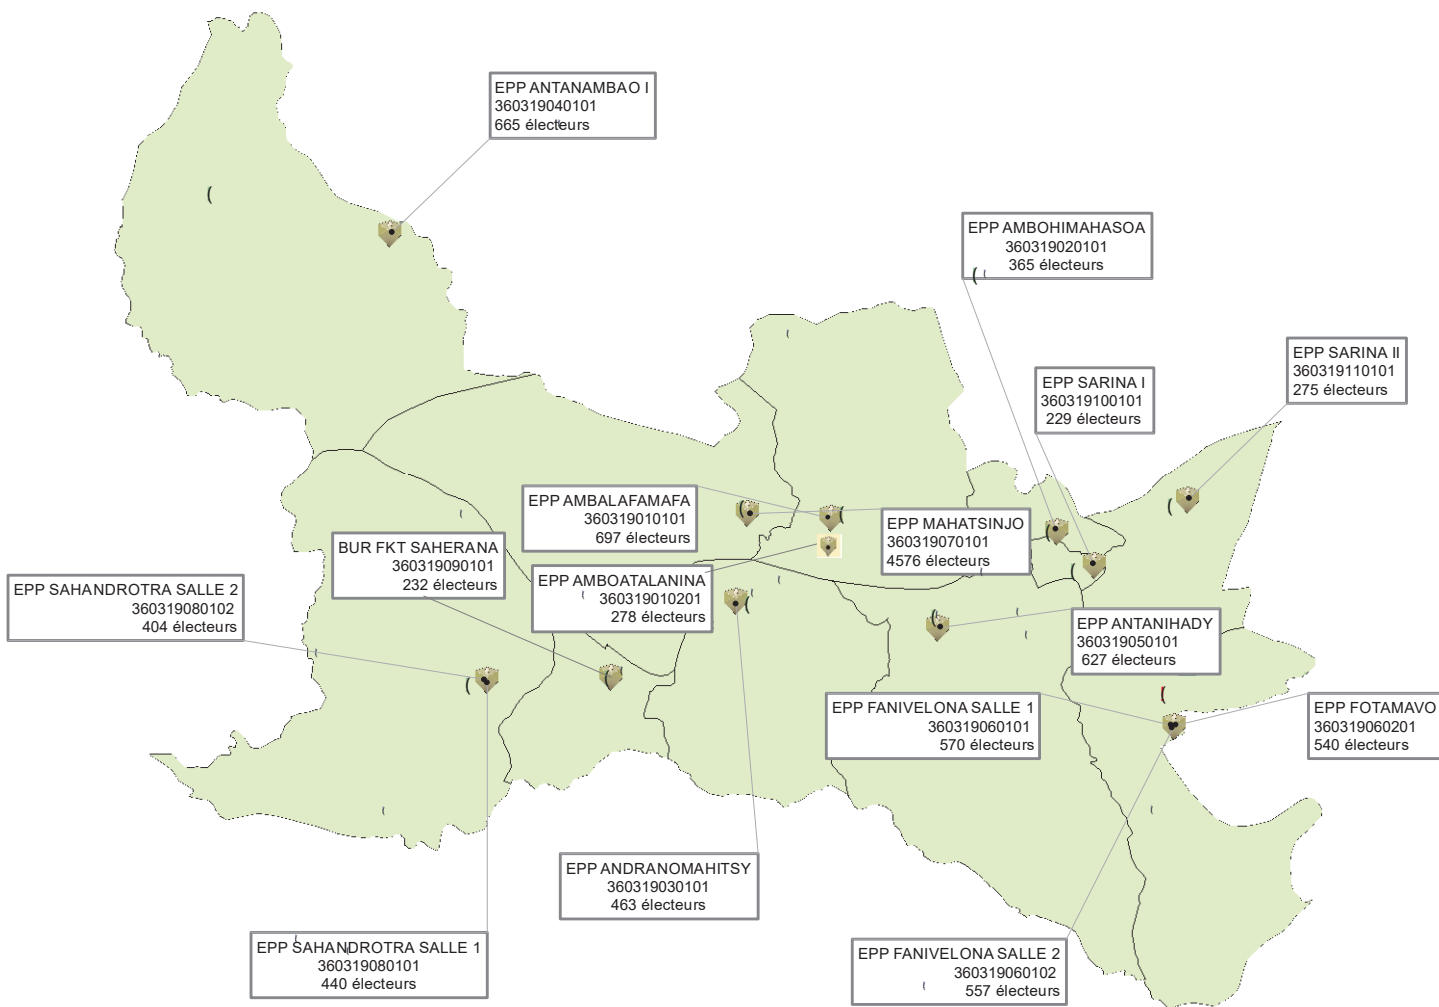 EPP ANTANAMBAO I
360319040101
665 électeurs
EPP AMBOHIMAHASOA
360319020101
365 électeurs
EPP SARINA II
360319110101
275 électeurs
EPP SARINA I
360319100101
229 électeurs
EPP AMBALAFAMAFA
360319010101
697 électeurs
EPP MAHATSINJO
360319070101
4576 électeurs
BUR FKT SAHERANA
360319090101
232 électeurs
EPP AMBOATALANINA
360319010201
278 électeurs
EPP SAHANDROTRA SALLE 2
360319080102
404 électeurs
EPP ANTANIHADY
360319050101
627 électeurs
EPP FANIVELONA SALLE 1
360319060101
570 électeurs
EPP FOTAMAVO
360319060201
540 électeurs
EPP ANDRANOMAHITSY
360319030101
463 électeurs
EPP SAHANDROTRA SALLE 1
360319080101
440 électeurs
EPP FANIVELONA SALLE 2
360319060102
557 électeurs